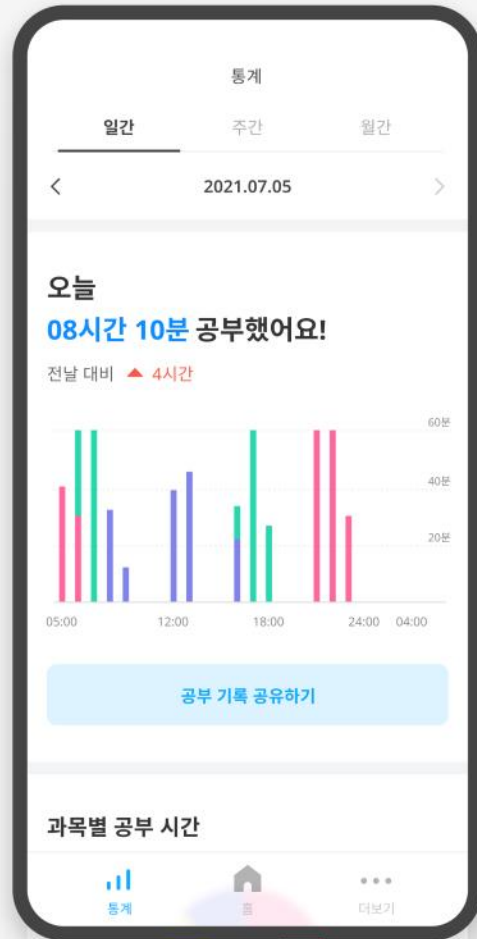 통계
일간 주간 월간
2021.07.05
오늘
08시간 10분 공부했어요!
전날 대비 4시간
60분
40분
20분
05:00 12:00 18:00 24:00 04:00
공부 기록 공유하기
과목별 공부 시간
통계 홈 더보기